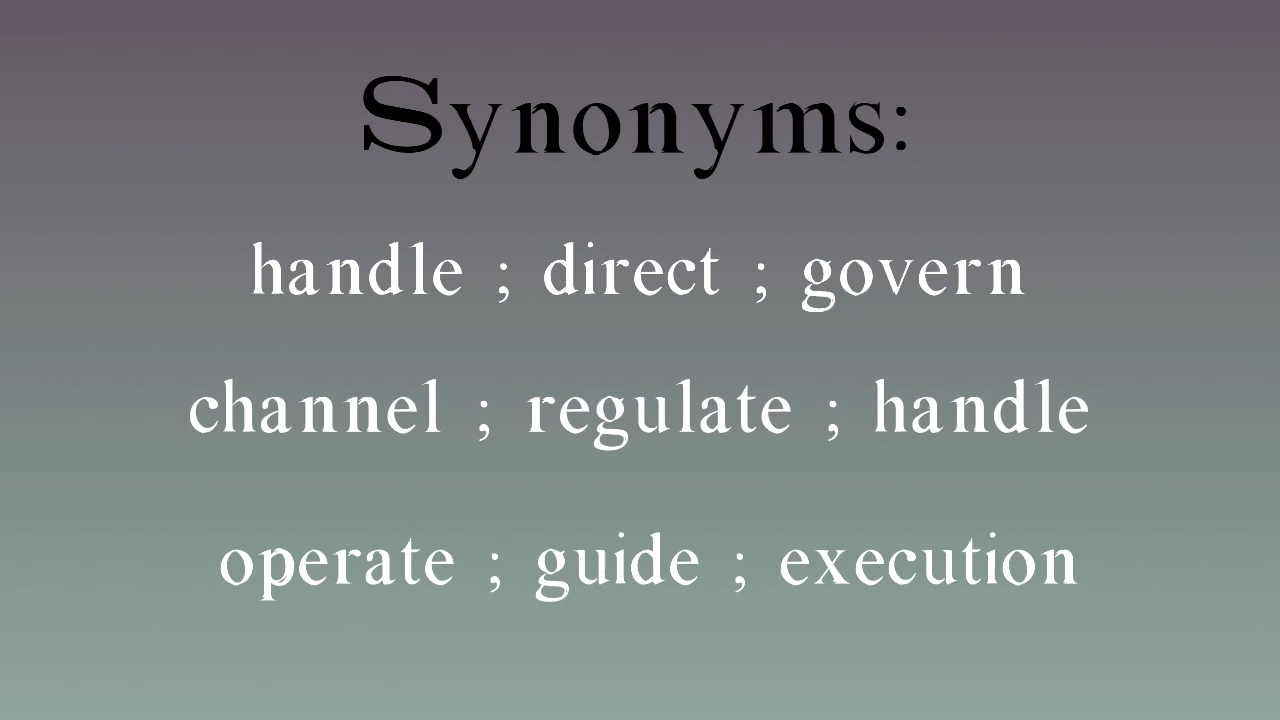 Synonyms:
handle ; direct ; govern
channel ; regulate ; handle
operate ; guide ; execution